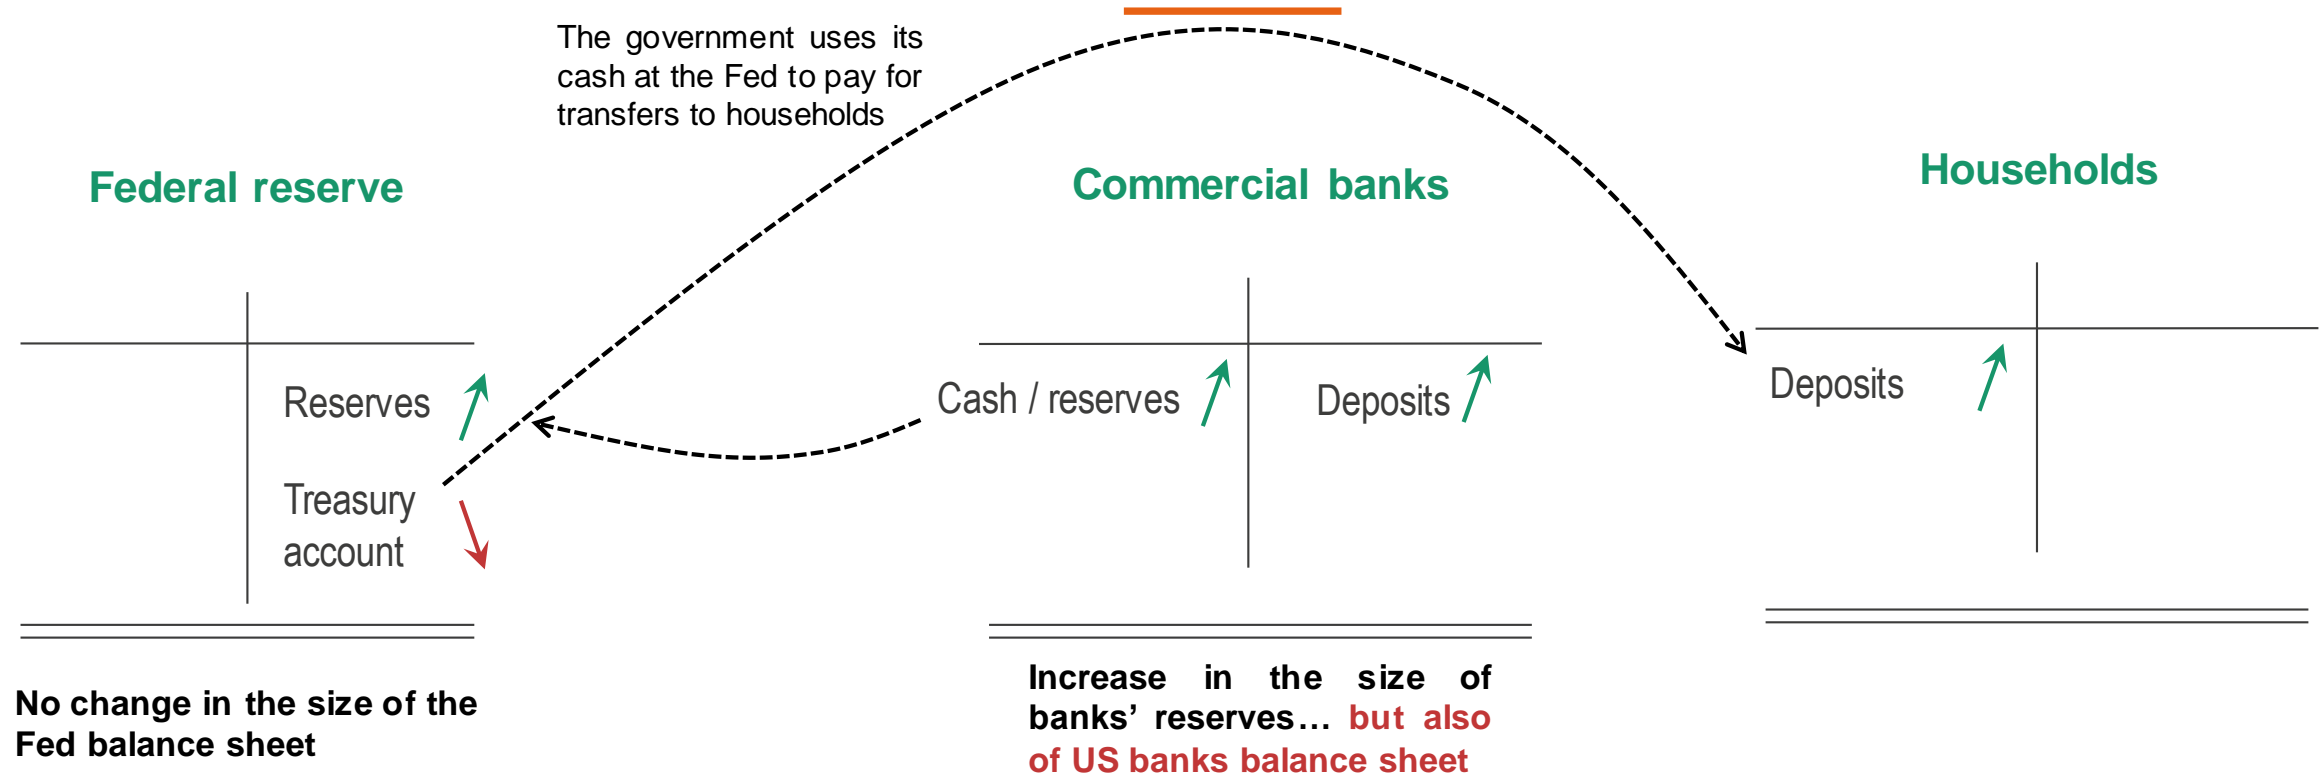 The government uses its
cash at the Fed to pay for
transfers to households
Federal reserve
Commercial banks
Households
Reserves
Treasury
account
Cash / reserves
Deposits
Deposits
No change in the size of the
Fed balance sheet
Increase in the size of
banks’ reserves… but also
of US banks balance sheet